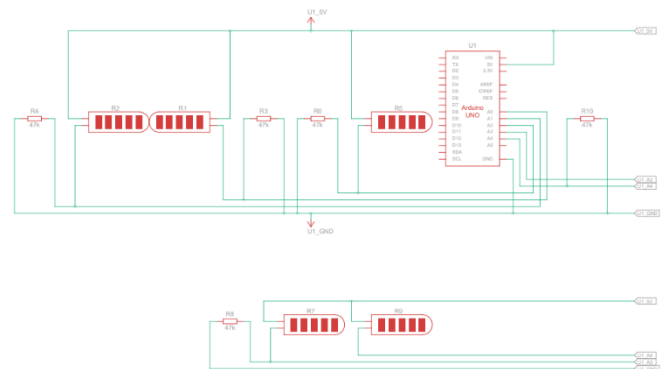 U1_5V
U1_5V
U1
R4
47k
R2
R1
R3
47k
R6
47k
R5
R10
47k
RX
TX
D2
D3
D4
D5
D6
D7
D8
D9
D10
D11
D12
D13
SDA
SCL
Arduino
UNO
VIN
5V
3.3V
AREF
IOREF
RES
A0
A1
A2
A3
A4
A5
GND
U1_A3
U1_A4
U1_GND
U1_GND
R8
47k
R7
R9
U1_5V
U1_A4
U1_A3